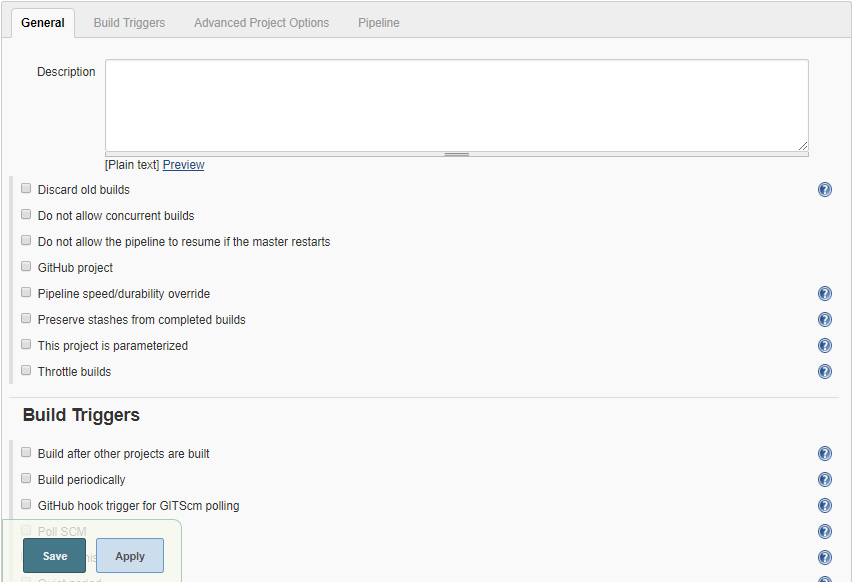 General Build Triggers Advanced Project Options Pipeline
Description
[Plain text] Preview
Discard old builds
Do not allow concurrent builds
Do not allow the pipeline to resume if the master restarts
GitHub project
Pipeline speed/durability override
Preserve stashes from completed builds
This project is parameterized
Throttle builds
Build Triggers
Build after other projects are built
Build periodically
GitHub hook trigger for GITScm polling
Poll SCM
Save Apply
Quiet period